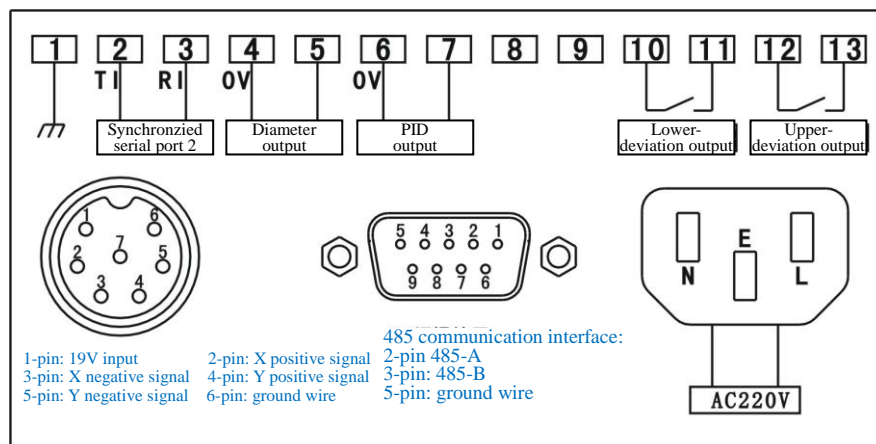 1 2 3 4 5 6 7 8 9 10 11 12 13
TI RI 0V 0V
Synchronzied
serial port 2
Diameter
output
PID
output
Lower-
deviation output
Upper-
deviation output
1 6
7
2 5
3 4
5 4 3 2 1
9 8 7 6
E
N L
AC220V
1-pin: 19V input 2-pin: X positive signal
3-pin: X negative signal 4-pin: Y positive signal
5-pin: Y negative signal 6-pin: ground wire
485 communication interface:
2-pin 485-A
3-pin: 485-B
5-pin: ground wire